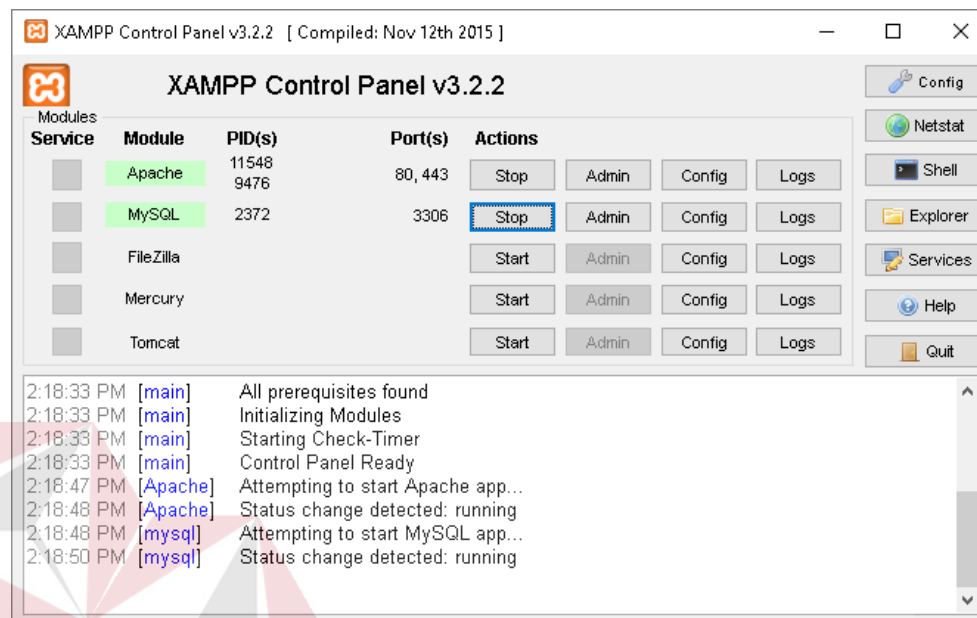 XAMPP Control Panel v3.2.2 [ Compiled: Nov 12th 2015 ]
XAMPP Control Panel v3.2.2
Config
Modules
Service Module PID(s) Port(s) Actions
Netstat
Apache 11548 9476 80, 443 Stop Admin Config Logs
Shell
MySQL 2372 3306 Stop Admin Config Logs
Explorer
FileZilla Start Admin Config Logs
Services
Mercury Start Admin Config Logs
Help
Tomcat Start Admin Config Logs
Quit
2:18:33 PM [main] All prerequisites found
2:18:33 PM [main] Initializing Modules
2:18:33 PM [main] Starting Check-Timer
2:18:33 PM [main] Control Panel Ready
2:18:47 PM [Apache] Attempting to start Apache app...
2:18:48 PM [Apache] Status change detected: running
2:18:48 PM [mysql] Attempting to start MySQL app...
2:18:50 PM [mysql] Status change detected: running